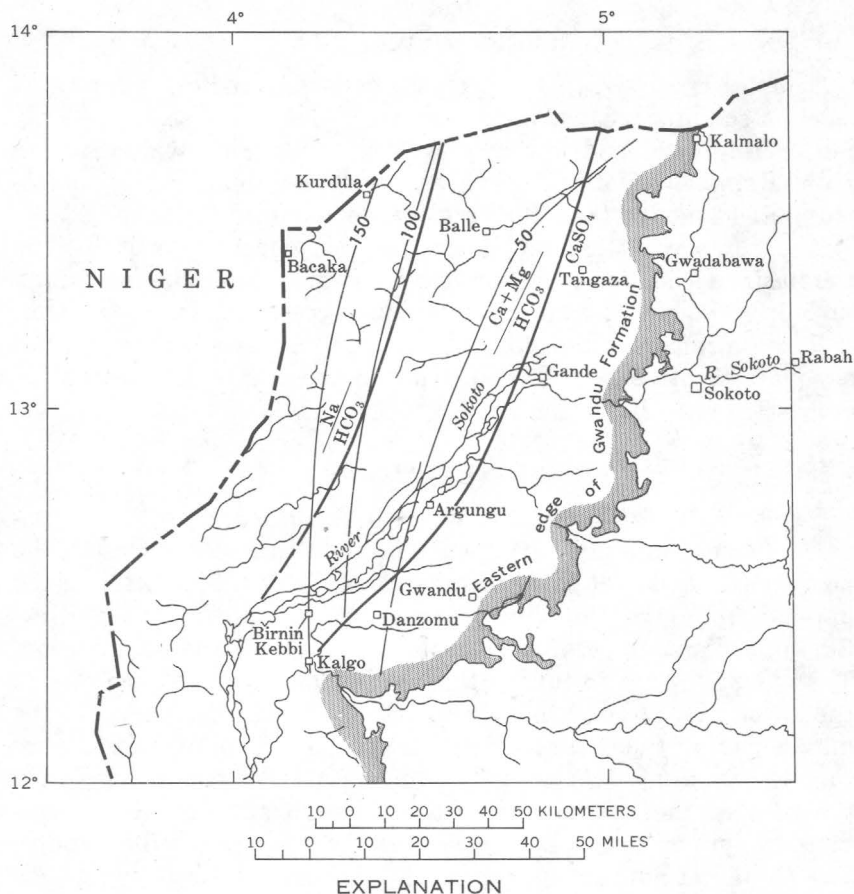 4°
5°
14°
Kalmalo
Kurdula
150
100
Balle
50
CaSO₄
Gwadabawa
Bacaka
NIGER
Ca+Mg
HCO₃
Tangaza
Rabah
R. Sokoto
Gande
Sokoto
13°
Na
HCO₃
Sokoto
River
Argungu
Eastern edge of Gwandu Formation
Gwandu
Danzomu
Birnin
Kebbi
Kalgo
12°
10 0 10 20 30 40 50 KILOMETERS
10 0 10 20 30 40 50 MILES
EXPLANATION